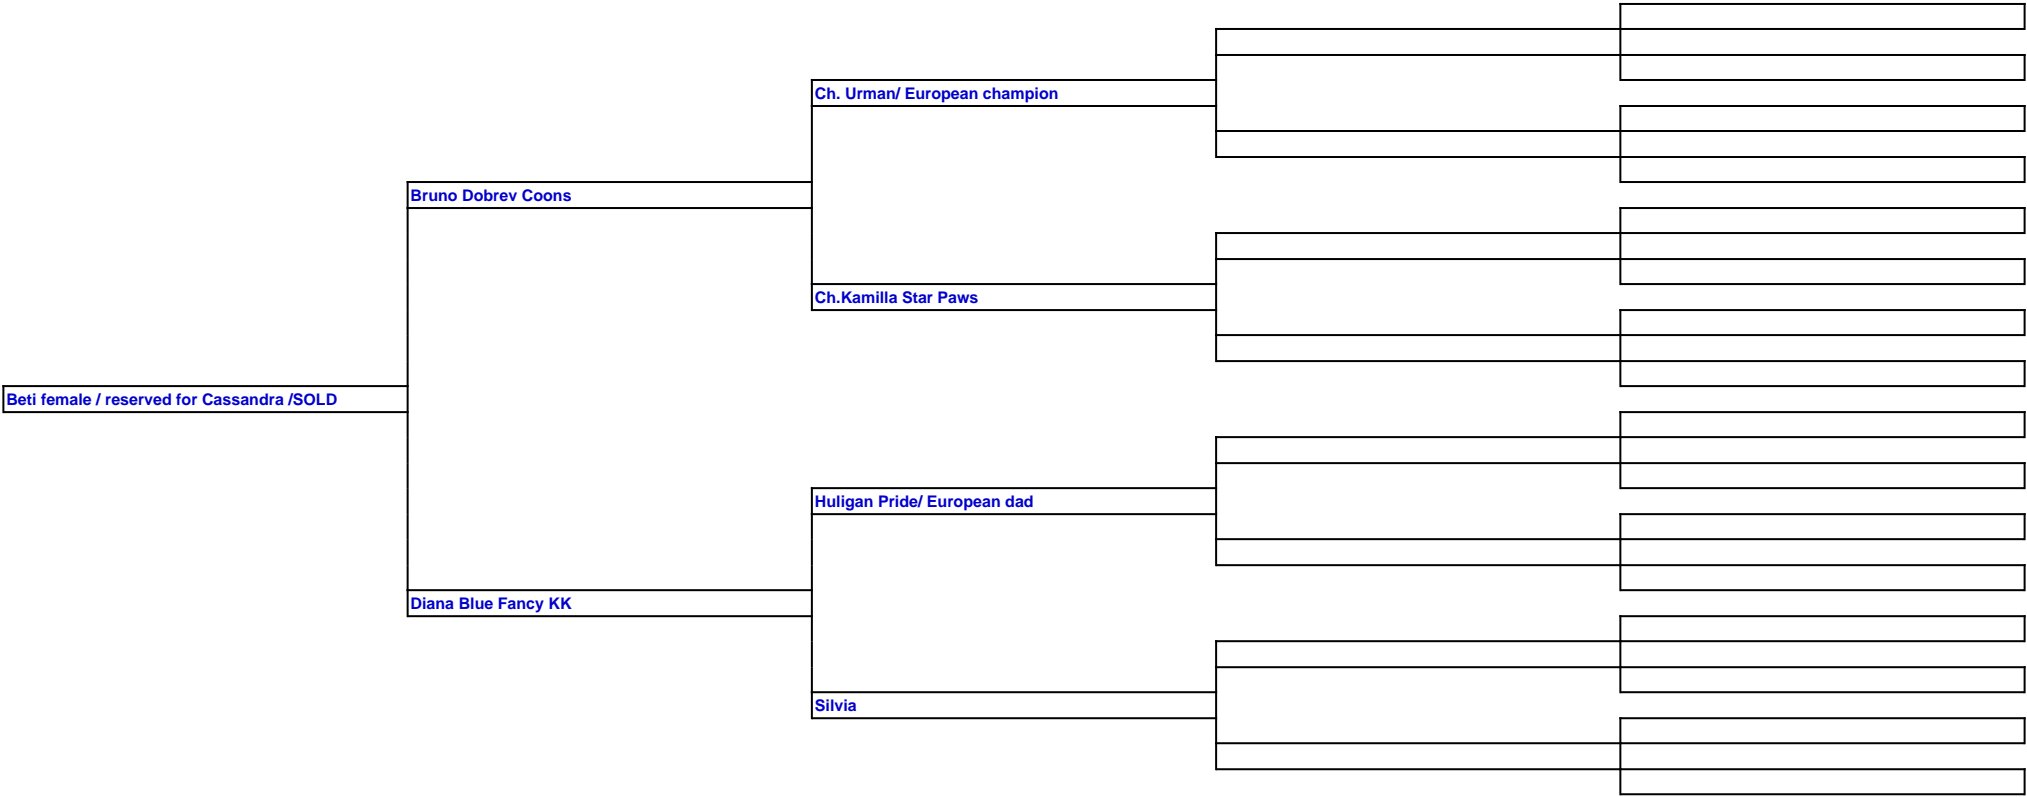 Ch. Urman/ European champion
Bruno Dobrev Coons
Ch.Kamilla Star Paws
Beti female / reserved for Cassandra /SOLD
Huligan Pride/ European dad
Diana Blue Fancy KK
Silvia